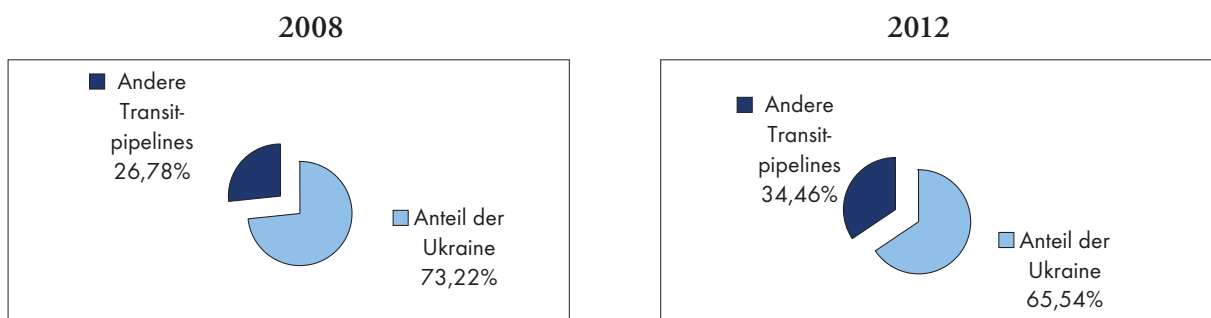 2008
Andere
Transit-
pipelines
26,78%
Anteil der
Ukraine
73,22%
2012
Andere
Transit-
pipelines
34,46%
Anteil der
Ukraine
65,54%